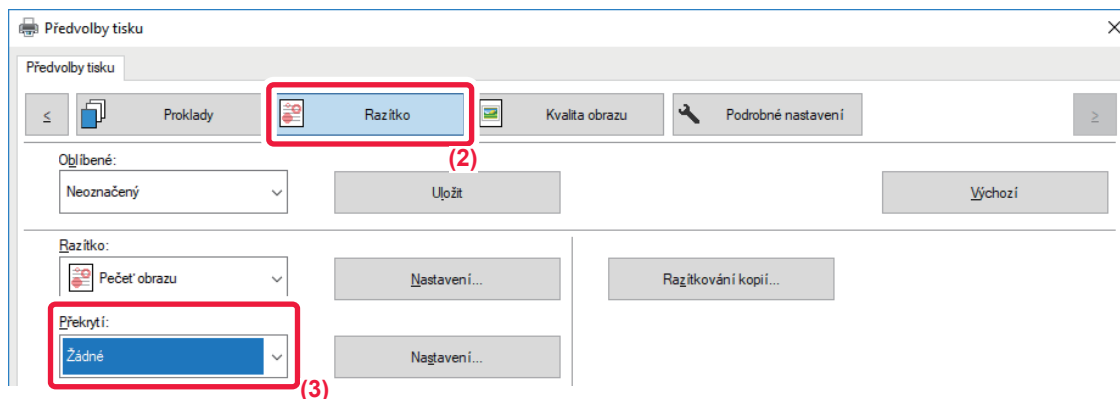 Předvolby tisku
Předvolby tisku
< Proklady Razítko Kvalita obrazu Podrobné nastavení >
(2)
Oblíbené:
Neoznačený Uložit Výchozí
Razítko:
Pečeť obrazu Nastavení... Razítkování kopií...
Překrytí:
Žádné Nastavení...
(3)